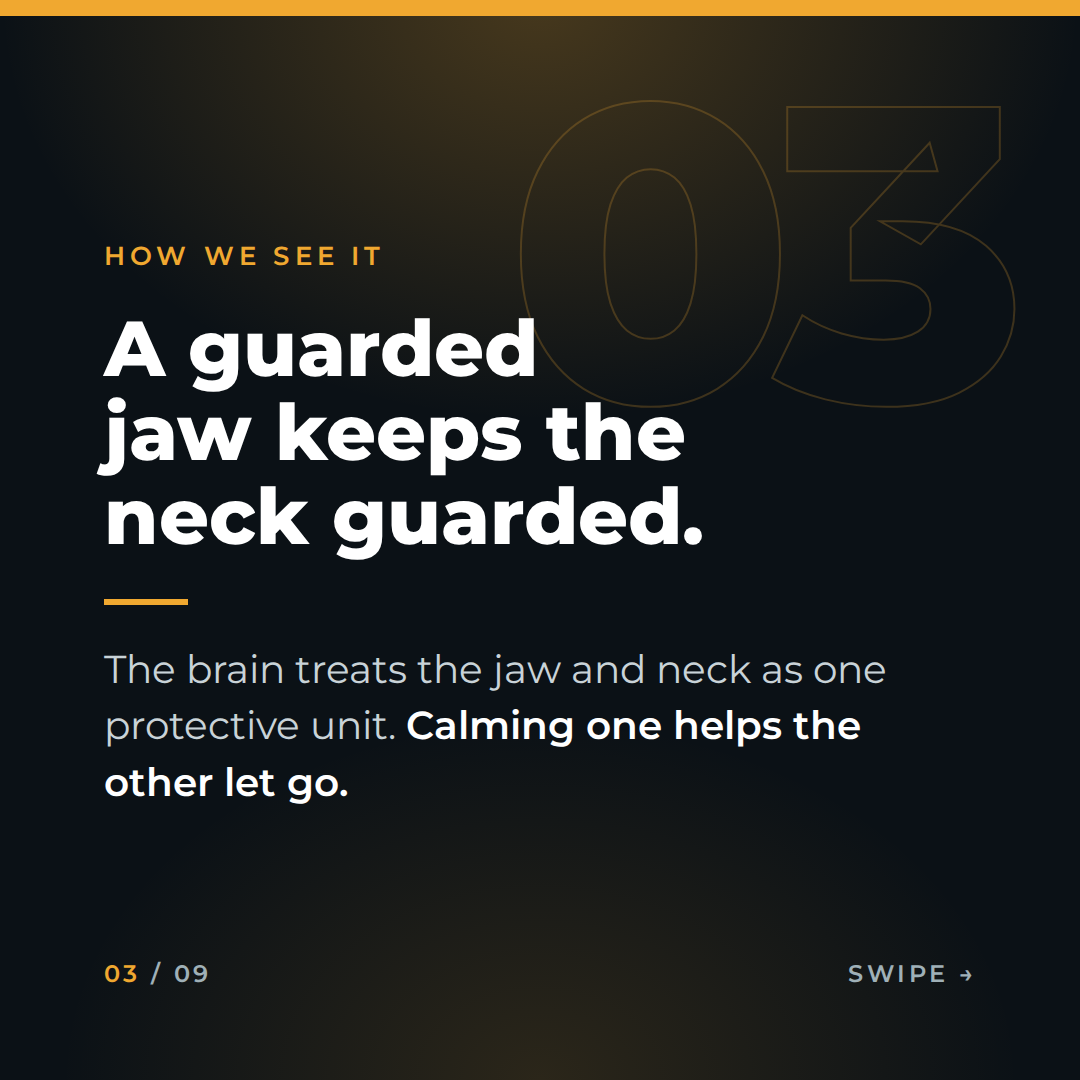 03
HOW WE SEE IT
A guarded
jaw keeps the
neck guarded.
The brain treats the jaw and neck as one
protective unit. Calming one helps the
other let go.
03 / 09
SWIPE →